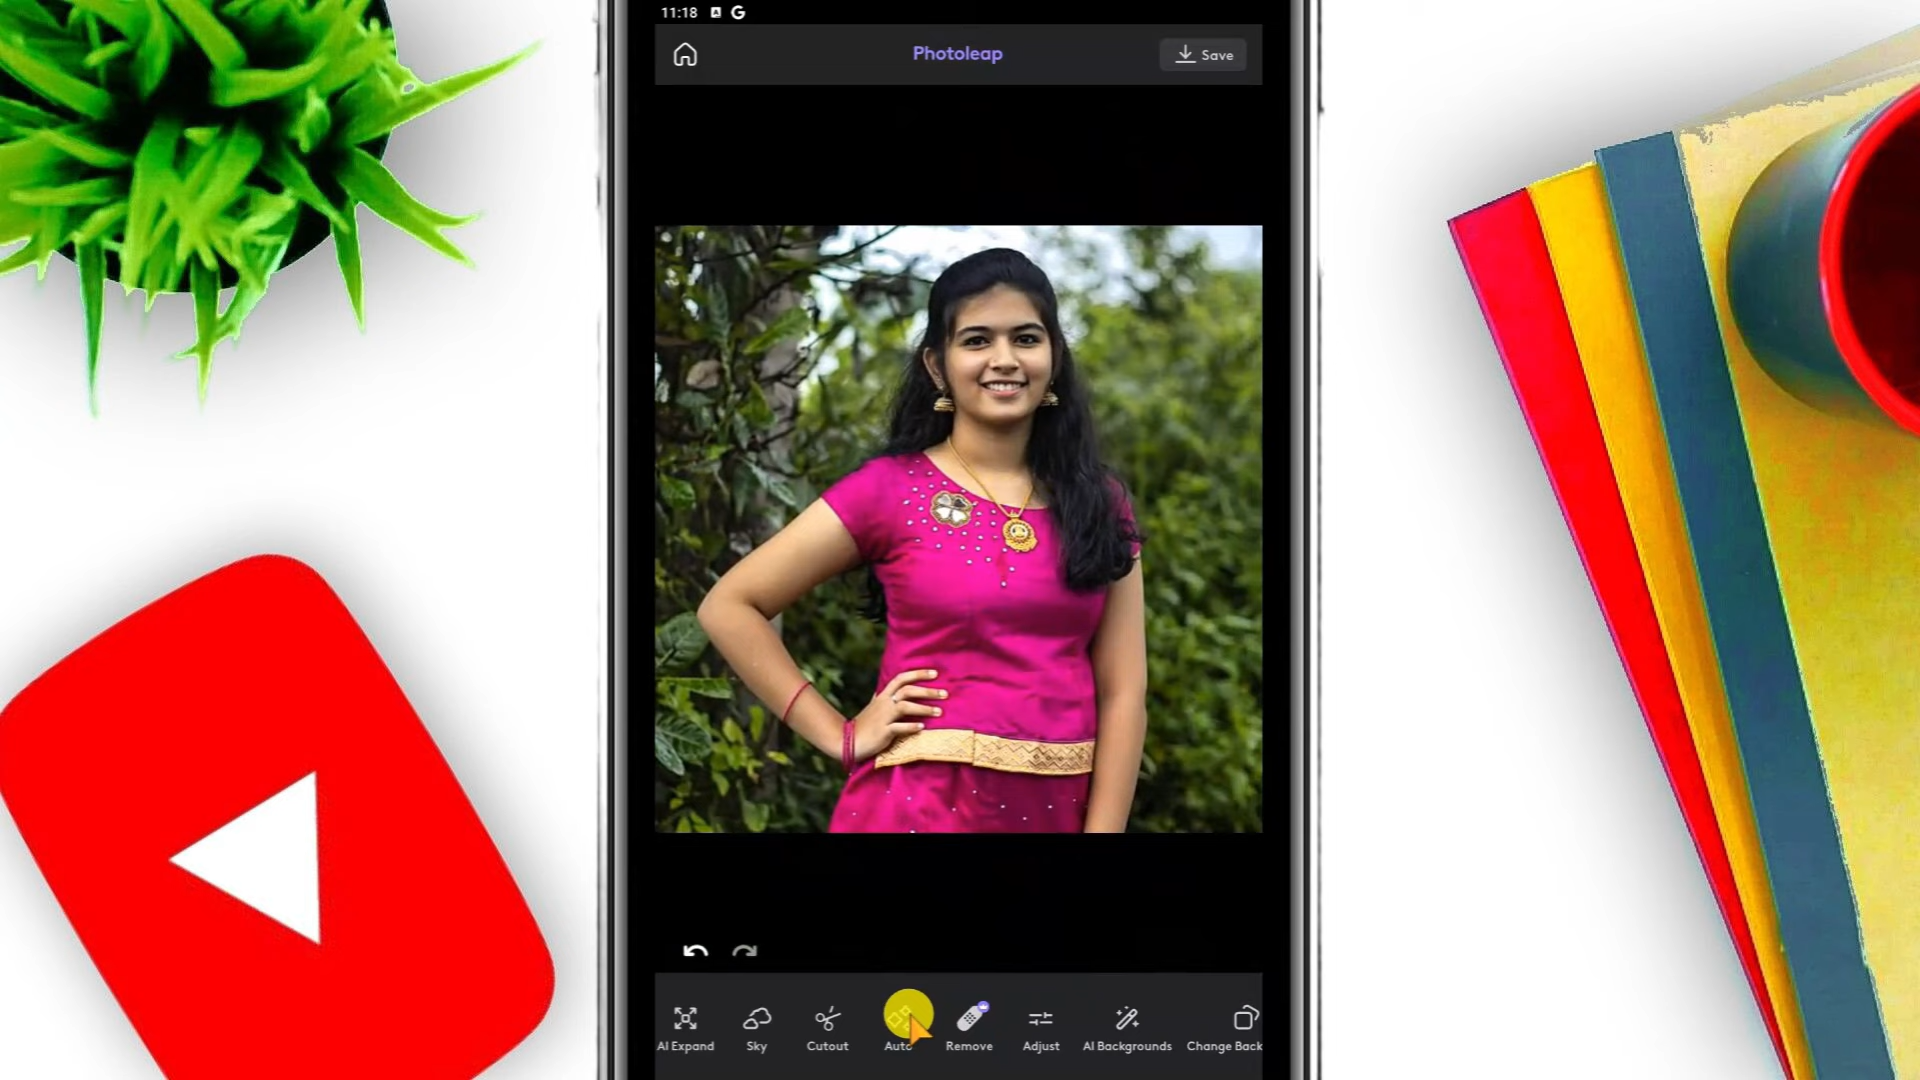 11:18 G
Photoleap
Save
AI Expand
Sky
Cutout
Auto
Remove
Adjust
AI Backgrounds
Change Back